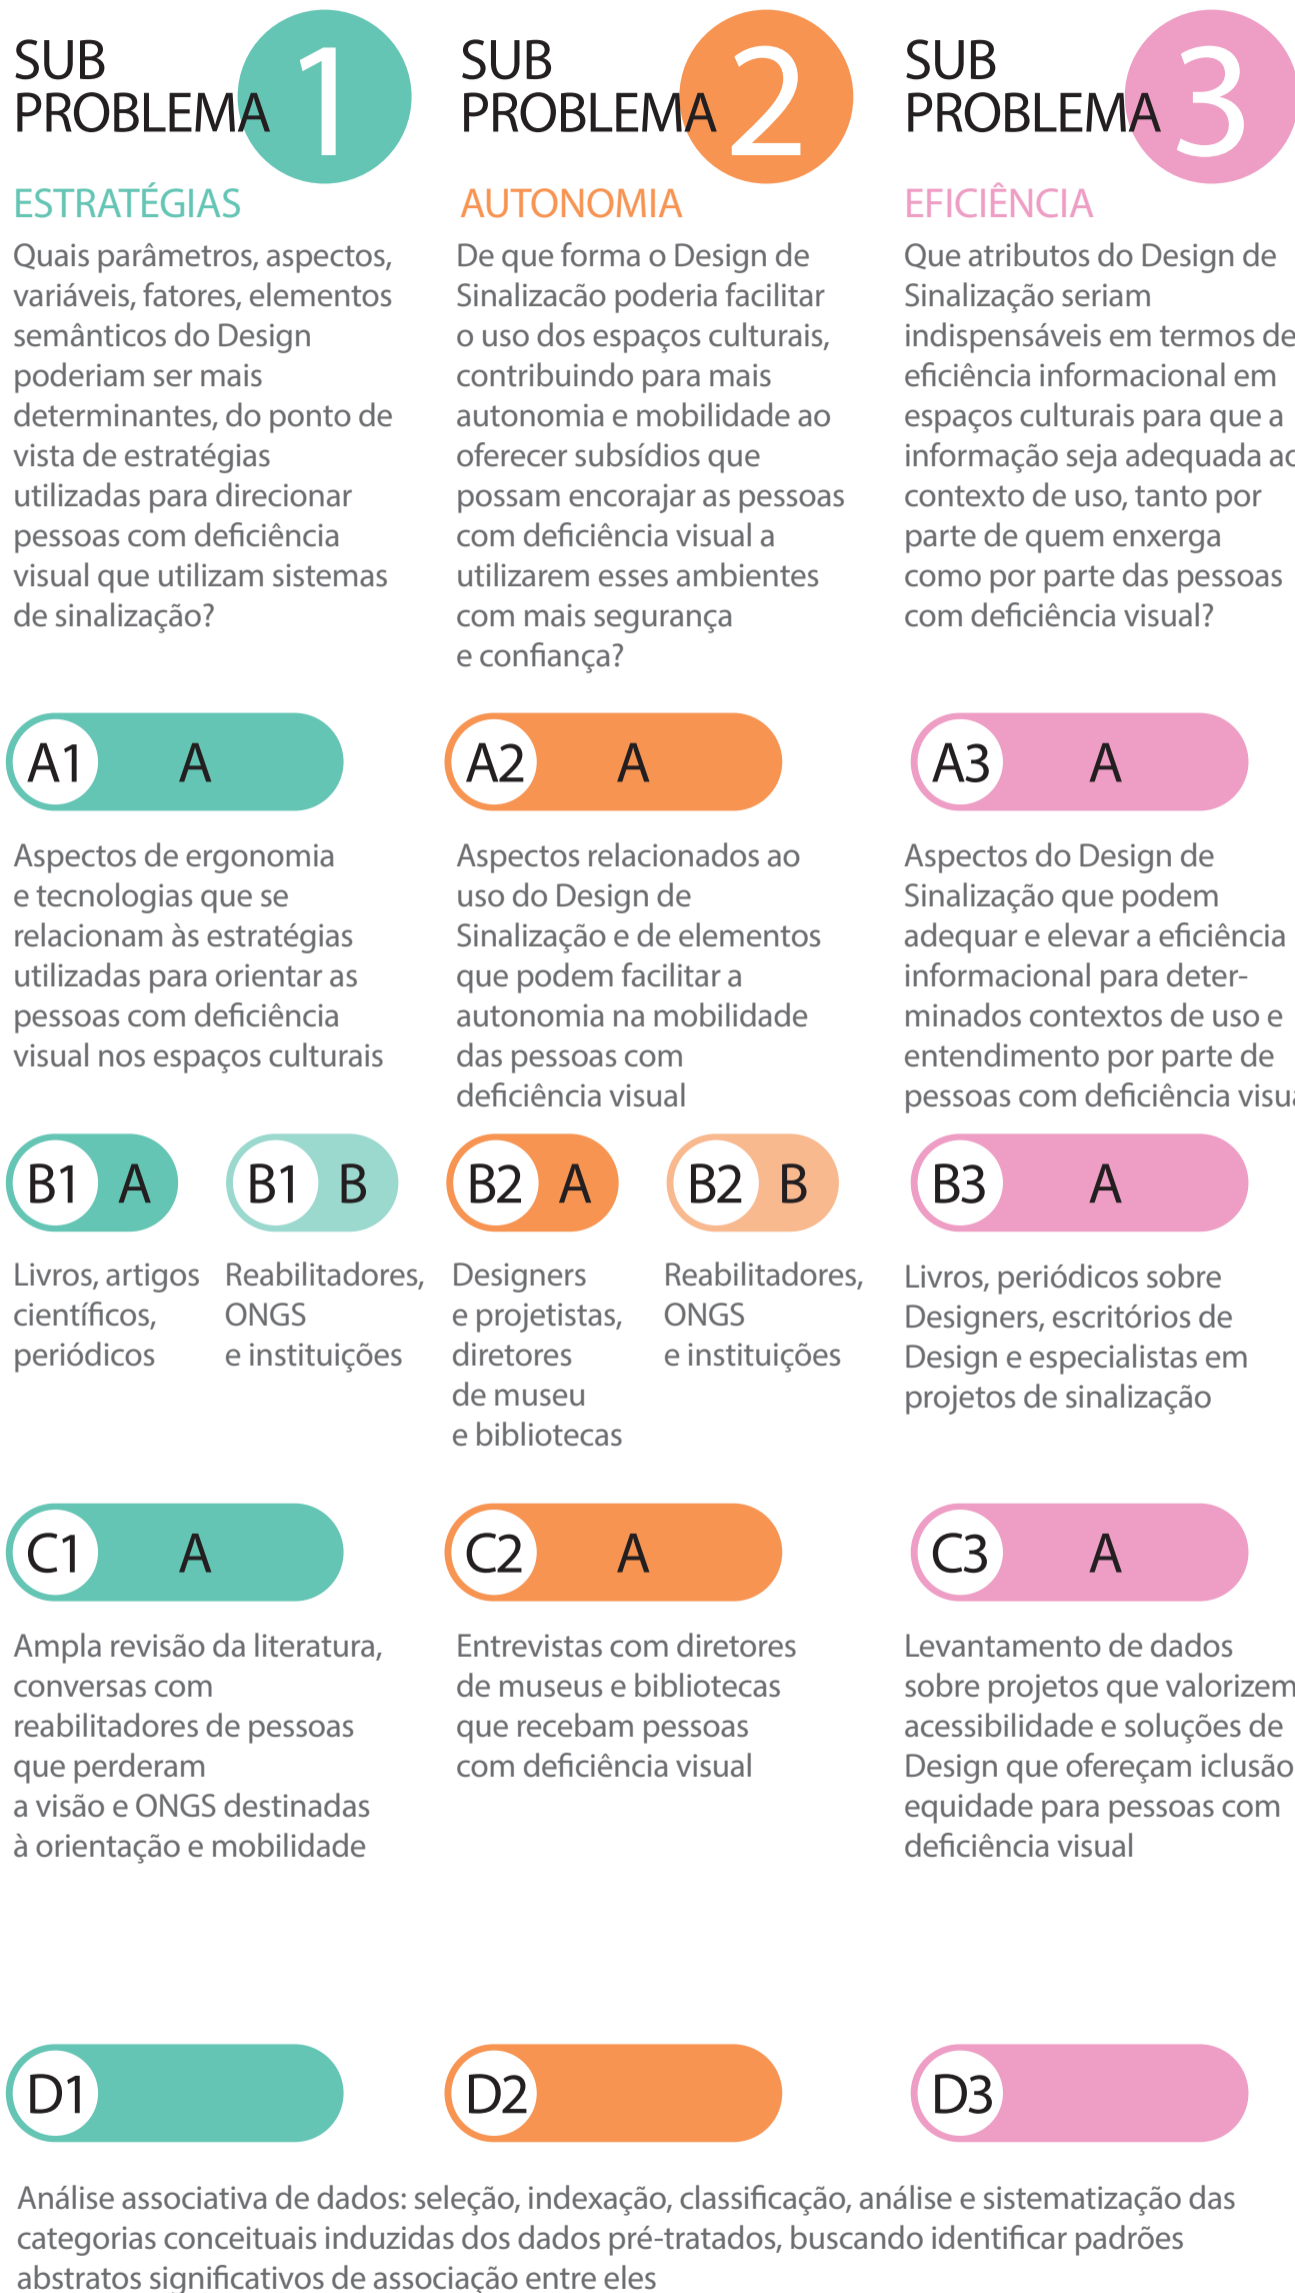 SUB
PROBLEMA 1
ESTRATÉGIAS
Quais parâmetros, aspectos,
variáveis, fatores, elementos
semânticos do Design
poderiam ser mais
determinantes, do ponto de
vista de estratégias
utilizadas para direcionar
pessoas com deficiência
visual que utilizam sistemas
de sinalização?
SUB
PROBLEMA 2
AUTONOMIA
De que forma o Design de
Sinalizacão poderia facilitar
o uso dos espaços culturais,
contribuindo para mais
autonomia e mobilidade ao
oferecer subsídios que
possam encorajar as pessoas
com deficiência visual a
utilizarem esses ambientes
com mais segurança
e confiança?
SUB
PROBLEMA 3
EFICIÊNCIA
Que atributos do Design de
Sinalização seriam
indispensáveis em termos de
eficiência informacional em
espaços culturais para que a
informação seja adequada ao
contexto de uso, tanto por
parte de quem enxerga
como por parte das pessoas
com deficiência visual?
A1 A
Aspectos de ergonomia
e tecnologias que se
relacionam às estratégias
utilizadas para orientar as
pessoas com deficiência
visual nos espaços culturais
A2 A
Aspectos relacionados ao
uso do Design de
Sinalização e de elementos
que podem facilitar a
autonomia na mobilidade
das pessoas com
deficiência visual
A3 A
Aspectos do Design de
Sinalização que podem
adequar e elevar a eficiência
informacional para deter-
minados contextos de uso e
entendimento por parte de
pessoas com deficiência
B1 A
Livros, artigos
científicos,
periódicos
B1 B
Reabilitadores,
ONGS
e instituições
B2 A
Designers
e projetistas,
diretores
de museu
e bibliotecas
B2 B
Reabilitadores,
ONGS
e instituições
B3 A
Livros, periódicos sobre
Designers, escritórios de
Design e especialistas em
projetos de sinalização
C1 A
Ampla revisão da literatura,
conversas com
reabilitadores de pessoas
que perderam
a visão e ONGS destinadas
à orientação e mobilidade
C2 A
Entrevistas com diretores
de museus e bibliotecas
que recebam pessoas
com deficiência visual
C3 A
Levantamento de dados
sobre projetos que valorizem
acessibilidade e soluções de
Design que ofereçam iclusão
equidade para pessoas com
deficiência visual
D1
D2
D3
Análise associativa de dados: seleção, indexação, classificação, análise e sistematização das
categorias conceituais induzidas dos dados pré-tratados, buscando identificar padrões
abstratos significativos de associação entre eles